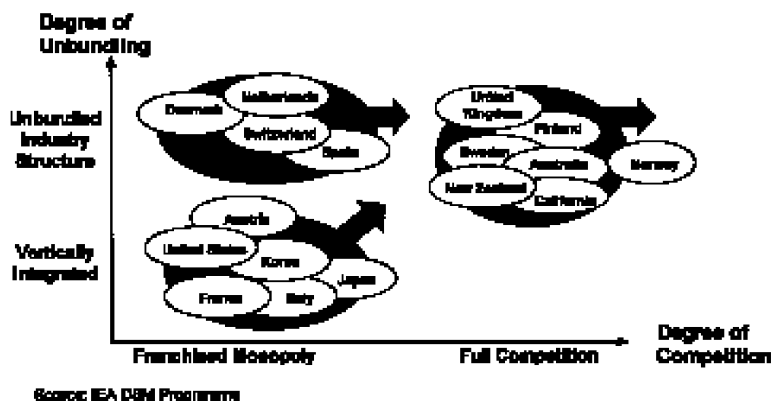 Degree of
Unbundling
Unbundled
Industry
Structure
Denmark
Netherlands
Switzerland
Spain
United
Kingdom
Finland
Sweden
Australia
Norway
New Zealand
California
Vertically
Integrated
Austria
United States
Korea
Japan
France
Italy
Franchised Monopoly
Full Competition
Degree of
Competition
Source: IEA DSM Programme